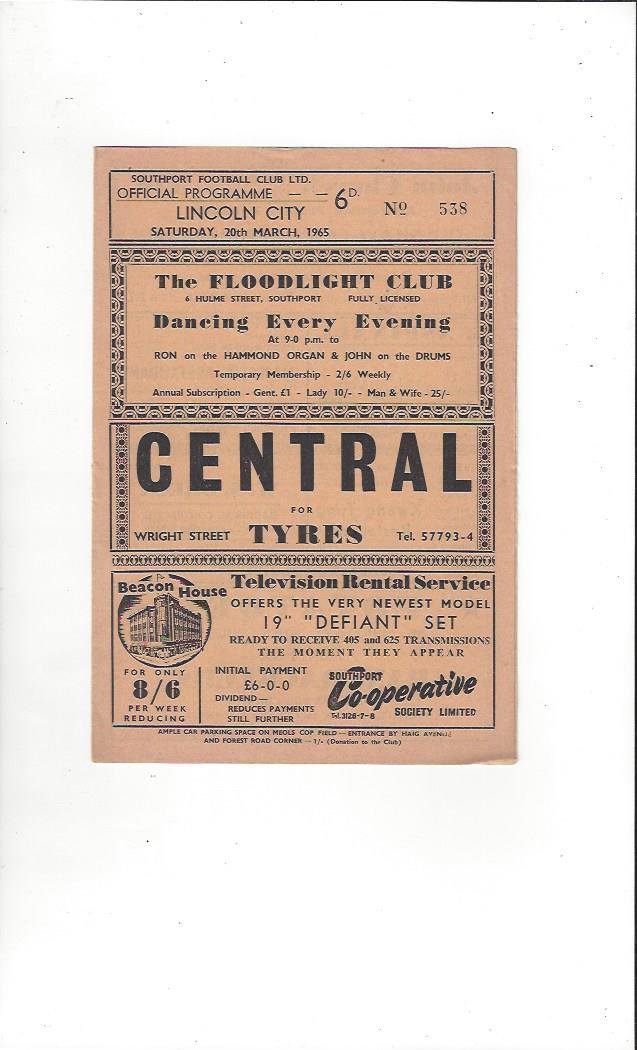 SOUTHPORT FOOTBALL CLUB LTD.
OFFICIAL PROGRAMME — — 6D.
LINCOLN CITY
SATURDAY, 20th MARCH, 1965
No 538
The FLOODLIGHT CLUB
6 HULME STREET, SOUTHPORT FULLY LICENSED
Dancing Every Evening
At 9-0 p.m. to
RON on the HAMMOND ORGAN & JOHN on the DRUMS
Temporary Membership - 2/6 Weekly
Annual Subscription - Gent. £1 - Lady 10/- - Man & Wife - 25/-
CENTRAL
FOR
WRIGHT STREET TYRES Tel. 57793-4
Beacon House
Television Rental Service
OFFERS THE VERY NEWEST MODEL
19" "DEFIANT" SET
READY TO RECEIVE 405 and 625 TRANSMISSIONS
THE MOMENT THEY APPEAR
FOR ONLY
8/6
PER WEEK
REDUCING
INITIAL PAYMENT
£6-0-0
DIVIDEND—
REDUCES PAYMENTS
STILL FURTHER
SOUTHPORT
Co-operative
Tel. 3126-7-8 SOCIETY LIMITED
AMPLE CAR PARKING SPACE ON MEOLS COP FIELD — ENTRANCE BY HAIG AVENUE
AND FOREST ROAD CORNER — 1/- (Donation to the Club)